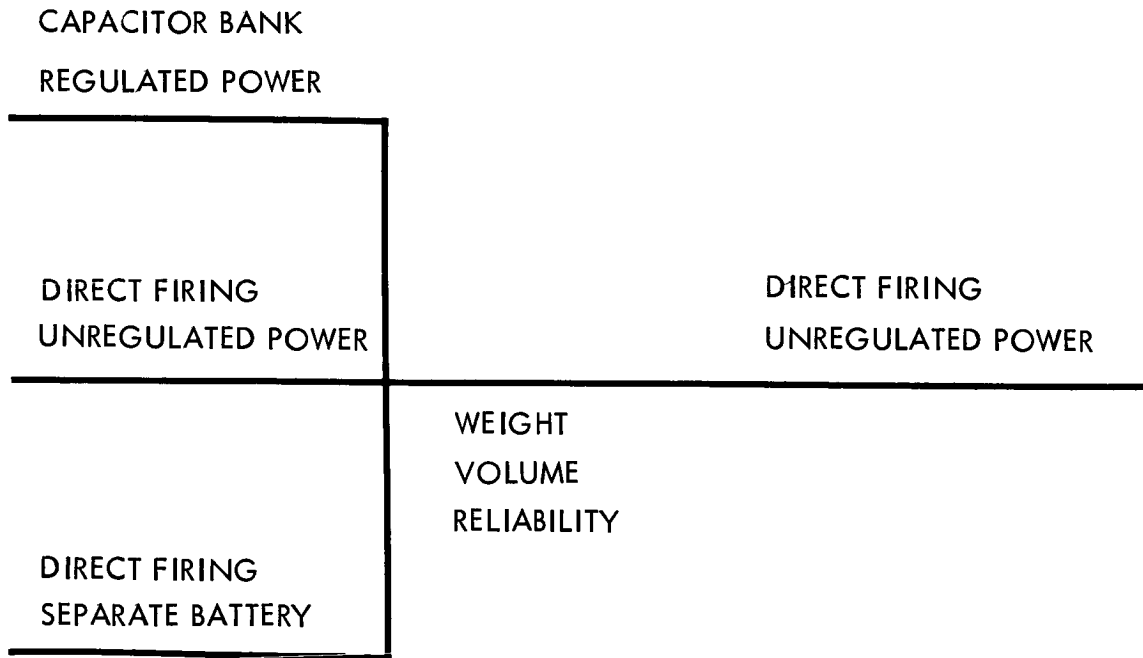 CAPACITOR BANK
REGULATED POWER
DIRECT FIRING
UNREGULATED POWER
DIRECT FIRING
UNREGULATED POWER
WEIGHT
VOLUME
RELIABILITY
DIRECT FIRING
SEPARATE BATTERY